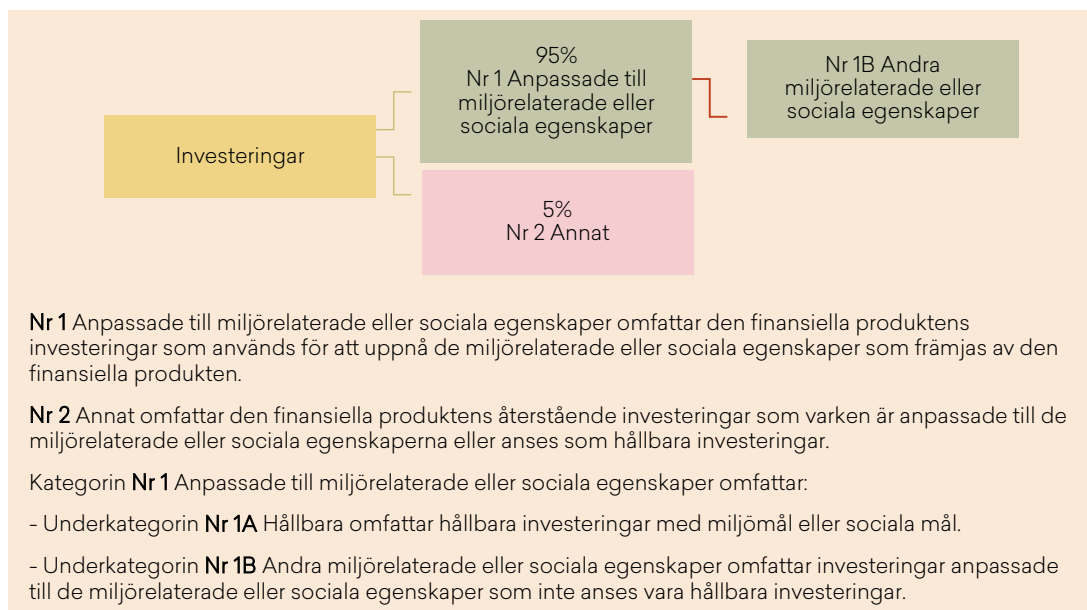 95%
Nr 1 Anpassade till
miljörelaterade eller
sociala egenskaper
Nr 1B Andra
miljörelaterade eller
sociala egenskaper
Investeringar
5%
Nr 2 Annat
Nr 1 Anpassade till miljörelaterade eller sociala egenskaper omfattar den finansiella produktens
investeringar som används för att uppnå de miljörelaterade eller sociala egenskaper som främjas av den
finansiella produkten.
Nr 2 Annat omfattar den finansiella produktens återstående investeringar som varken är anpassade till de
miljörelaterade eller sociala egenskaperna eller anses som hållbara investeringar.
Kategorin Nr 1 Anpassade till miljörelaterade eller sociala egenskaper omfattar:
- Underkategorin Nr 1A Hållbara omfattar hållbara investeringar med miljömål eller sociala mål.
- Underkategorin Nr 1B Andra miljörelaterade eller sociala egenskaper omfattar investeringar anpassade
till de miljörelaterade eller sociala egenskaper som inte anses vara hållbara investeringar.